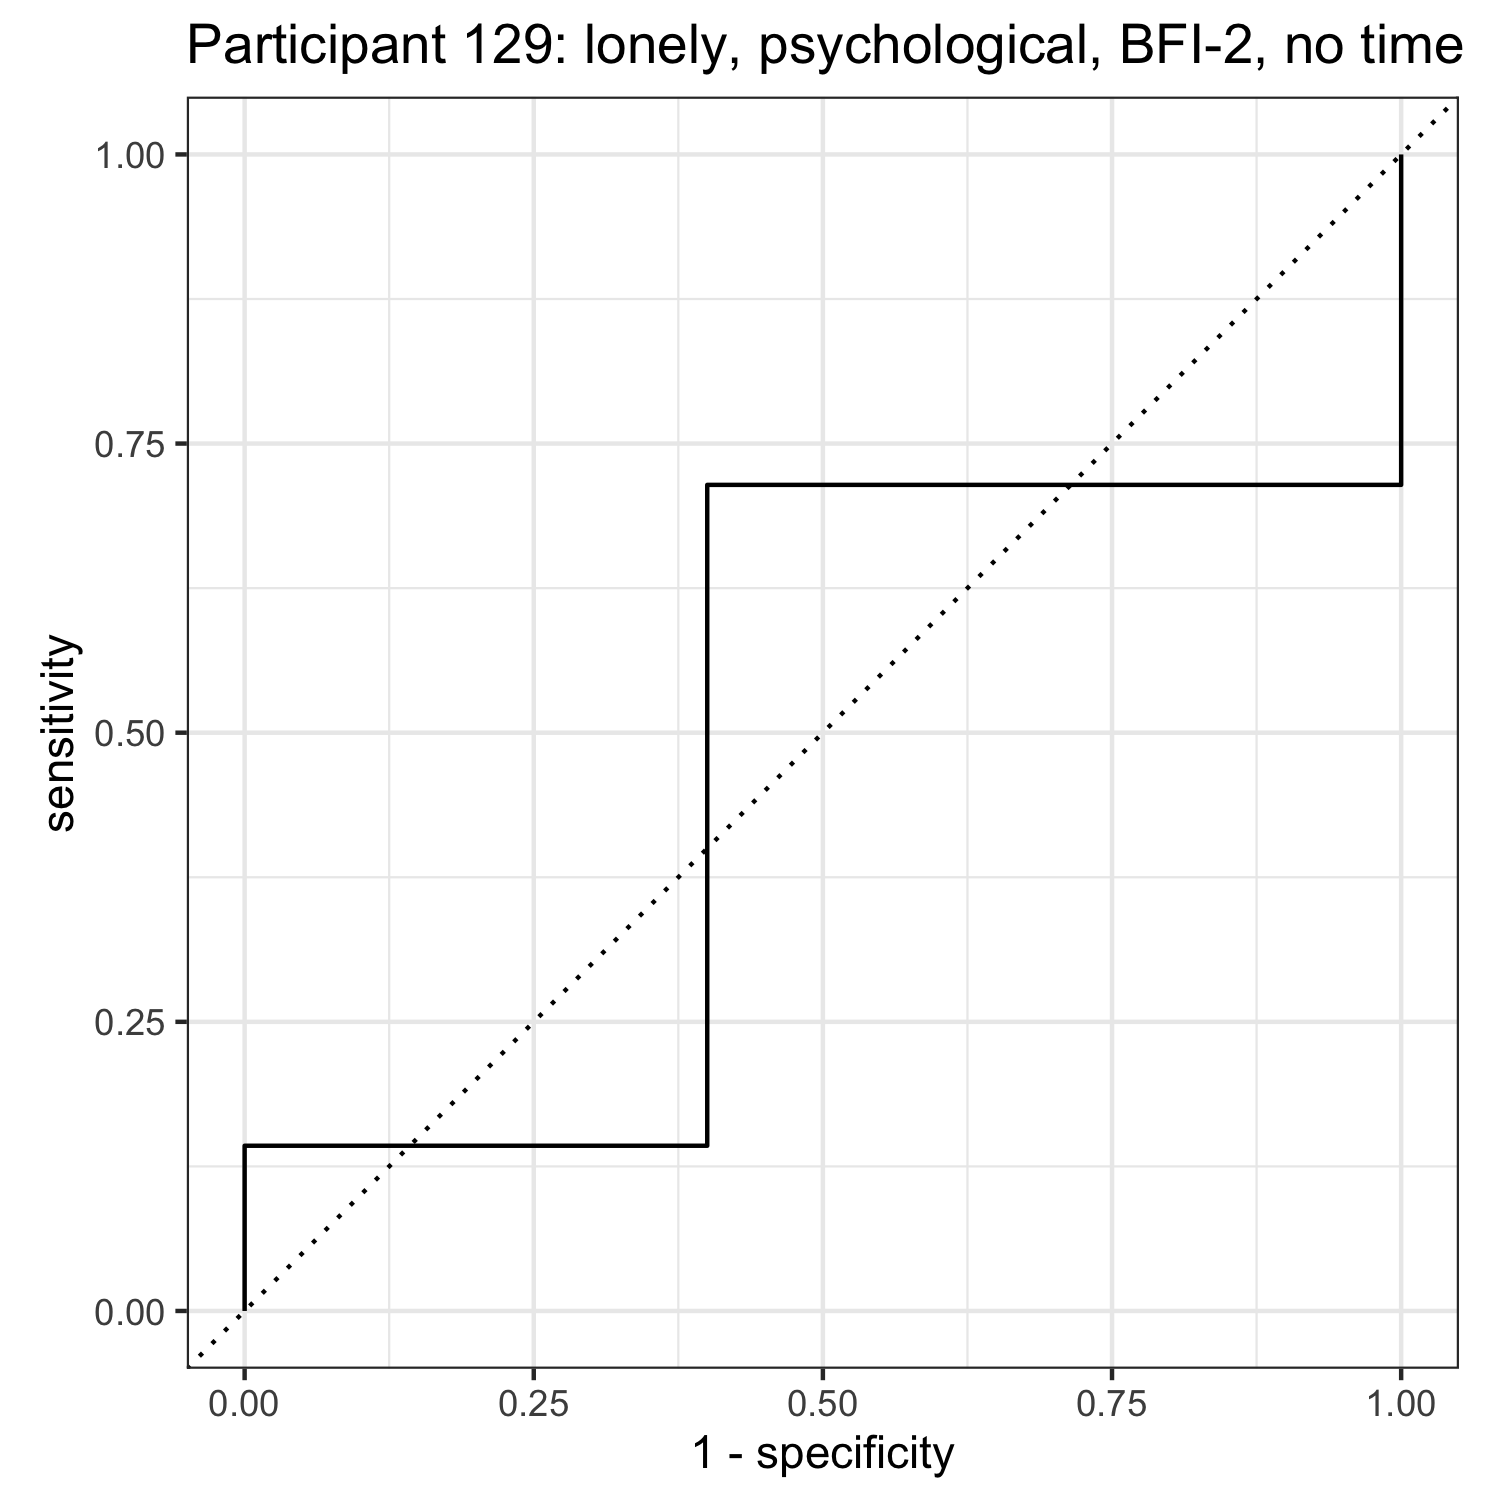 Participant 129: lonely, psychological, BFI-2, no time
1.00
0.75
0.50
0.25
0.00
sensitivity
0.00 0.25 0.50 0.75 1.00
1 - specificity